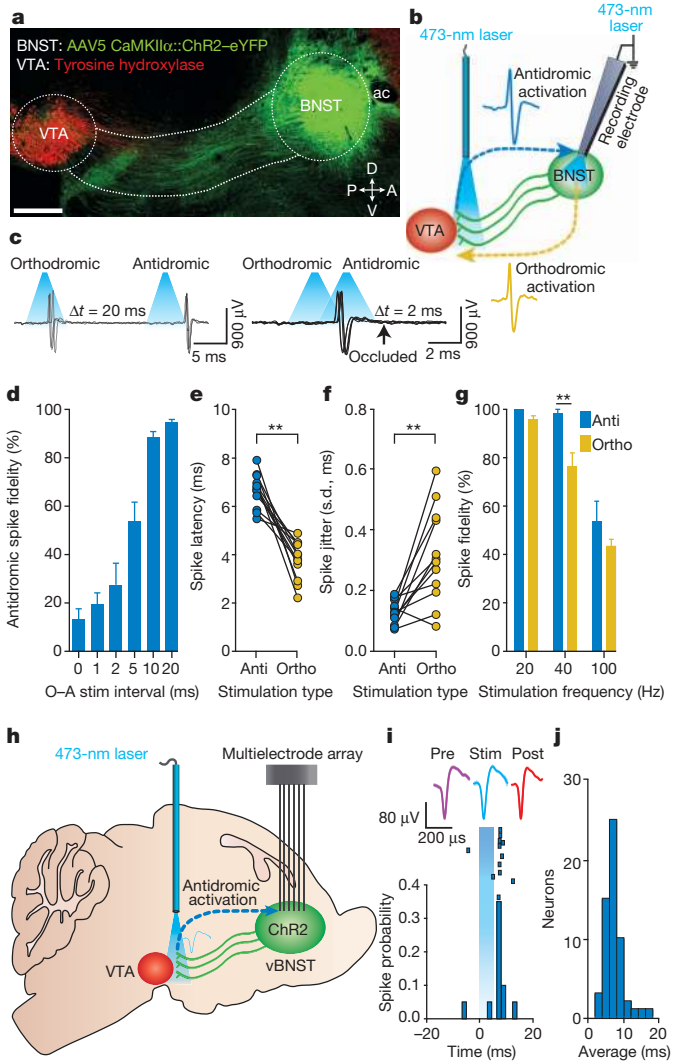 a
BNST: AAV5 CaMKIIα::ChR2–eYFP
VTA: Tyrosine hydroxylase
VTA
BNST
ac
D
P A
V
b
473-nm laser
473-nm
laser
Antidromic
activation
Recording
electrode
BNST
VTA
Orthodromic
activation
c
Orthodromic
Antidromic
Δt = 20 ms
900 μV
5 ms
Orthodromic
Antidromic
Δt = 2 ms
900 μV
Occluded
2 ms
d
Antidromic spike fidelity (%)
100
80
60
40
20
0
0 1 2 5 10 20
O–A stim interval (ms)
e
Spike latency (ms)
**
9
6
4
2
0
Anti Ortho
Stimulation type
f
Spike jitter (s.d., ms)
**
0.8
0.6
0.4
0.2
0.0
Anti Ortho
Stimulation type
g
Spike fidelity (%)
**
Anti
Ortho
100
80
60
40
20
0
20 40 100
Stimulation frequency (Hz)
h
473-nm laser
Multielectrode array
Antidromic
activation
ChR2
VTA
vBNST
i
Pre Stim Post
80 μV
200 μs
Spike probability
0.4
0.3
0.2
0.1
0.0
–20 0 20
Time (ms)
j
Neurons
30
20
10
0
0 10 20
Average (ms)